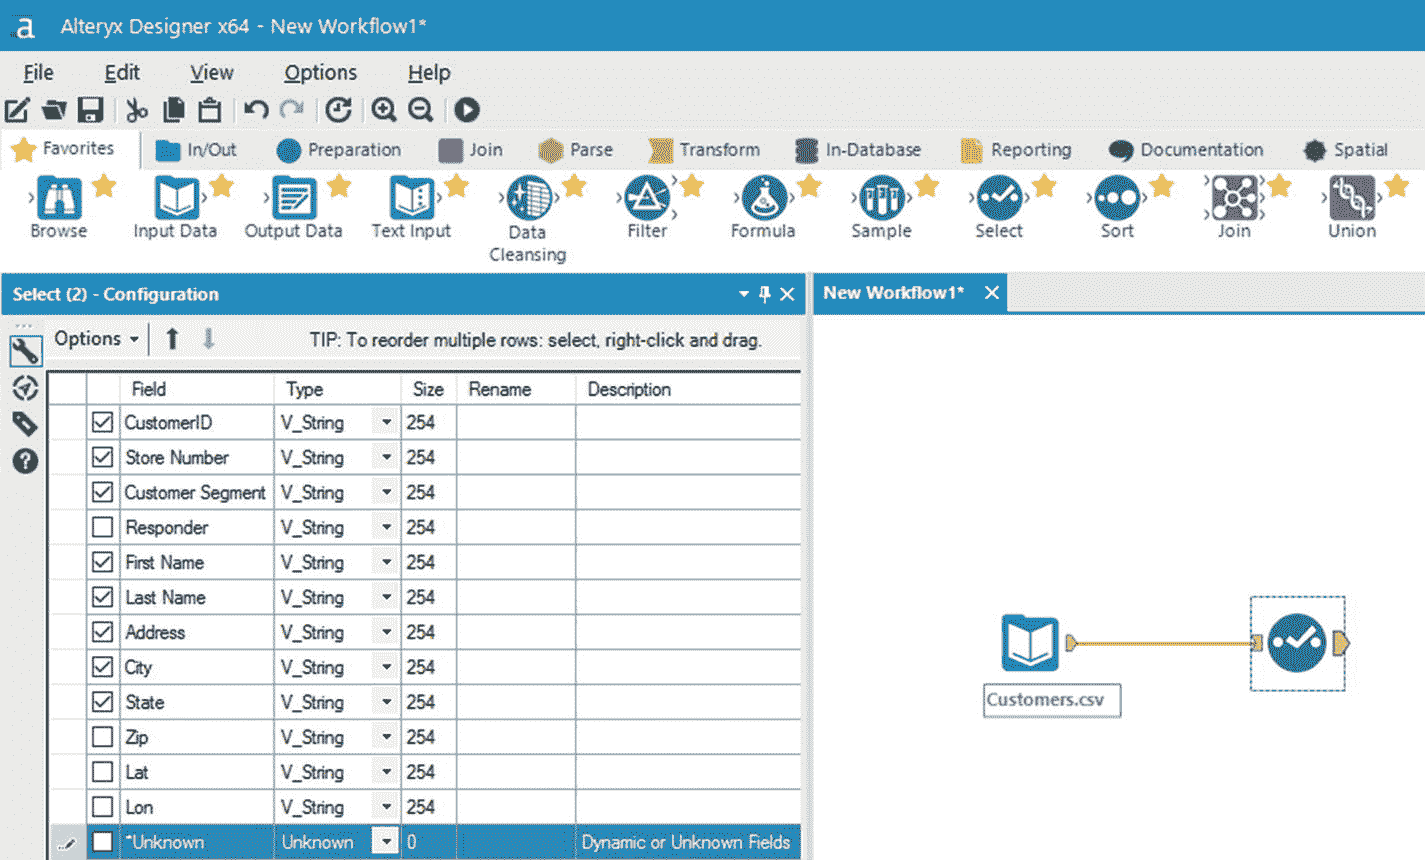 a Alteryx Designer x64 - New Workflow1*
File Edit View Options Help
Favorites In/Out Preparation Join Parse Transform In-Database Reporting Documentation Spatial
Browse Input Data Output Data Text Input Data Cleansing Filter Formula Sample Select Sort Join Union
Select (2) - Configuration
New Workflow1*
Options TIP: To reorder multiple rows: select, right-click and drag.
Field Type Size Rename Description
CustomerID V_String 254
Store Number V_String 254
Customer Segment V_String 254
Responder V_String 254
First Name V_String 254
Last Name V_String 254
Address V_String 254
City V_String 254
State V_String 254
Zip V_String 254
Lat V_String 254
Lon V_String 254
*Unknown Unknown 0 Dynamic or Unknown Fields
Customers.csv